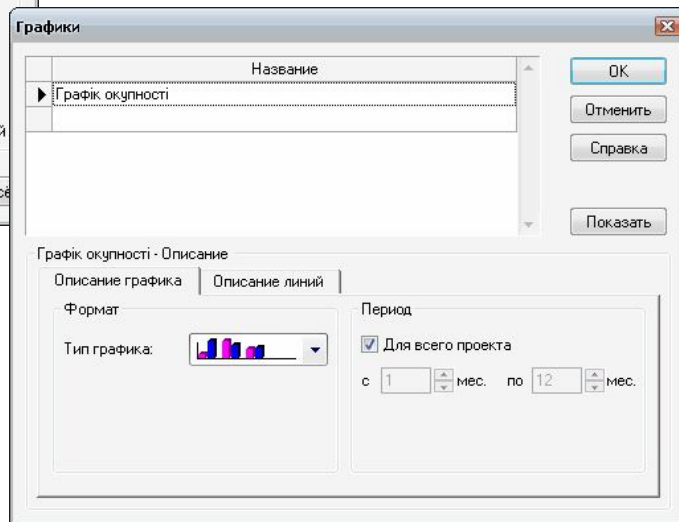 Графики
Название
Графік окупності
OK
Отменить
Справка
Показать
Графік окупності - Описание
Описание графика
Описание линий
Формат
Тип графика:
Период
Для всего проекта
с 1 мес. по 12 мес.